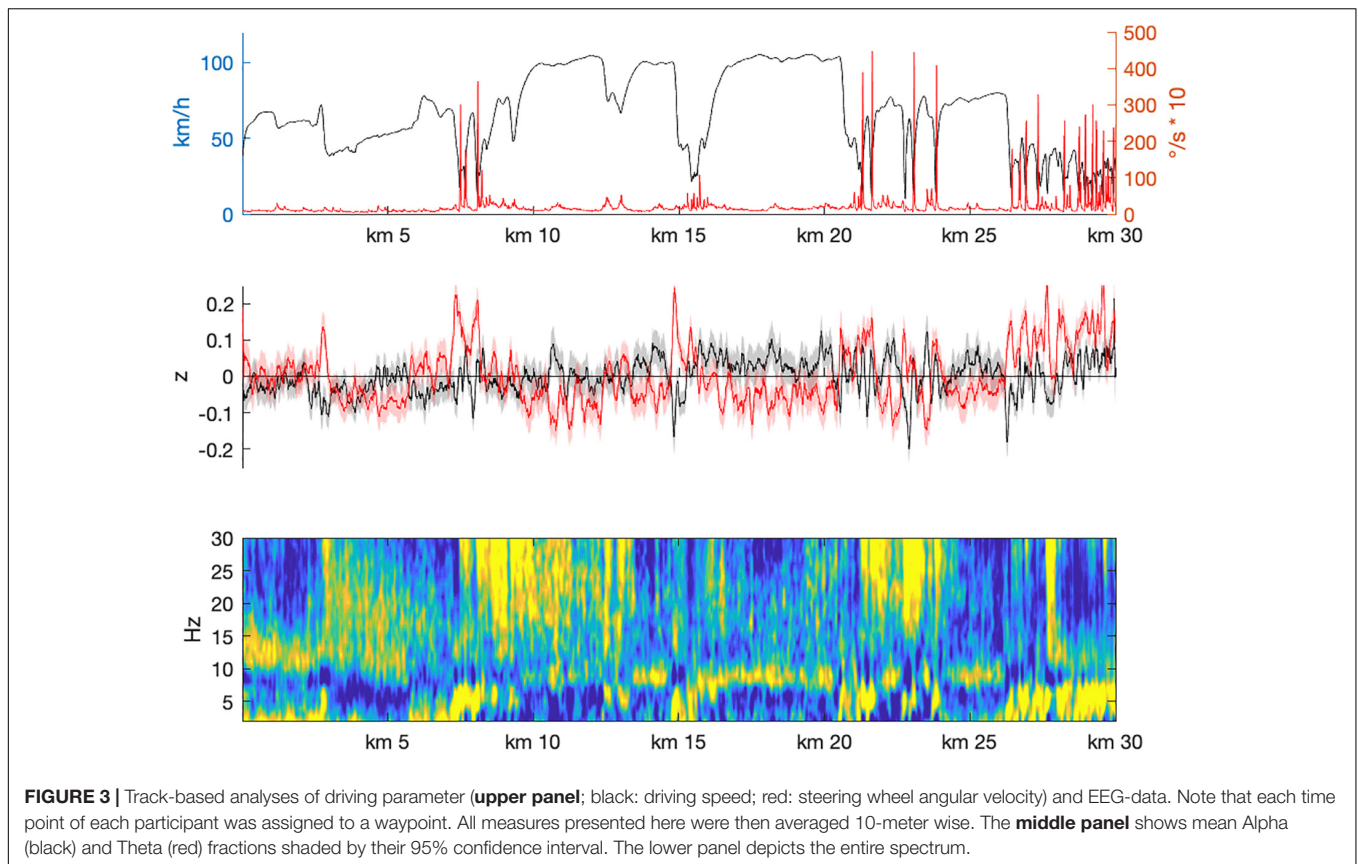 500
100
400
300
50
200
100
0
0
km/h
°/s * 10
km 5
km 10
km 15
km 20
km 25
km 30
0.2
0.1
0
-0.1
-0.2
z
30
25
20
15
10
5
Hz
km 5
km 10
km 15
km 20
km 25
km 30
FIGURE 3 | Track-based analyses of driving parameter (upper panel; black: driving speed; red: steering wheel angular velocity) and EEG-data. Note that each time
point of each participant was assigned to a waypoint. All measures presented here were then averaged 10-meter wise. The middle panel shows mean Alpha
(black) and Theta (red) fractions shaded by their 95% confidence interval. The lower panel depicts the entire spectrum.